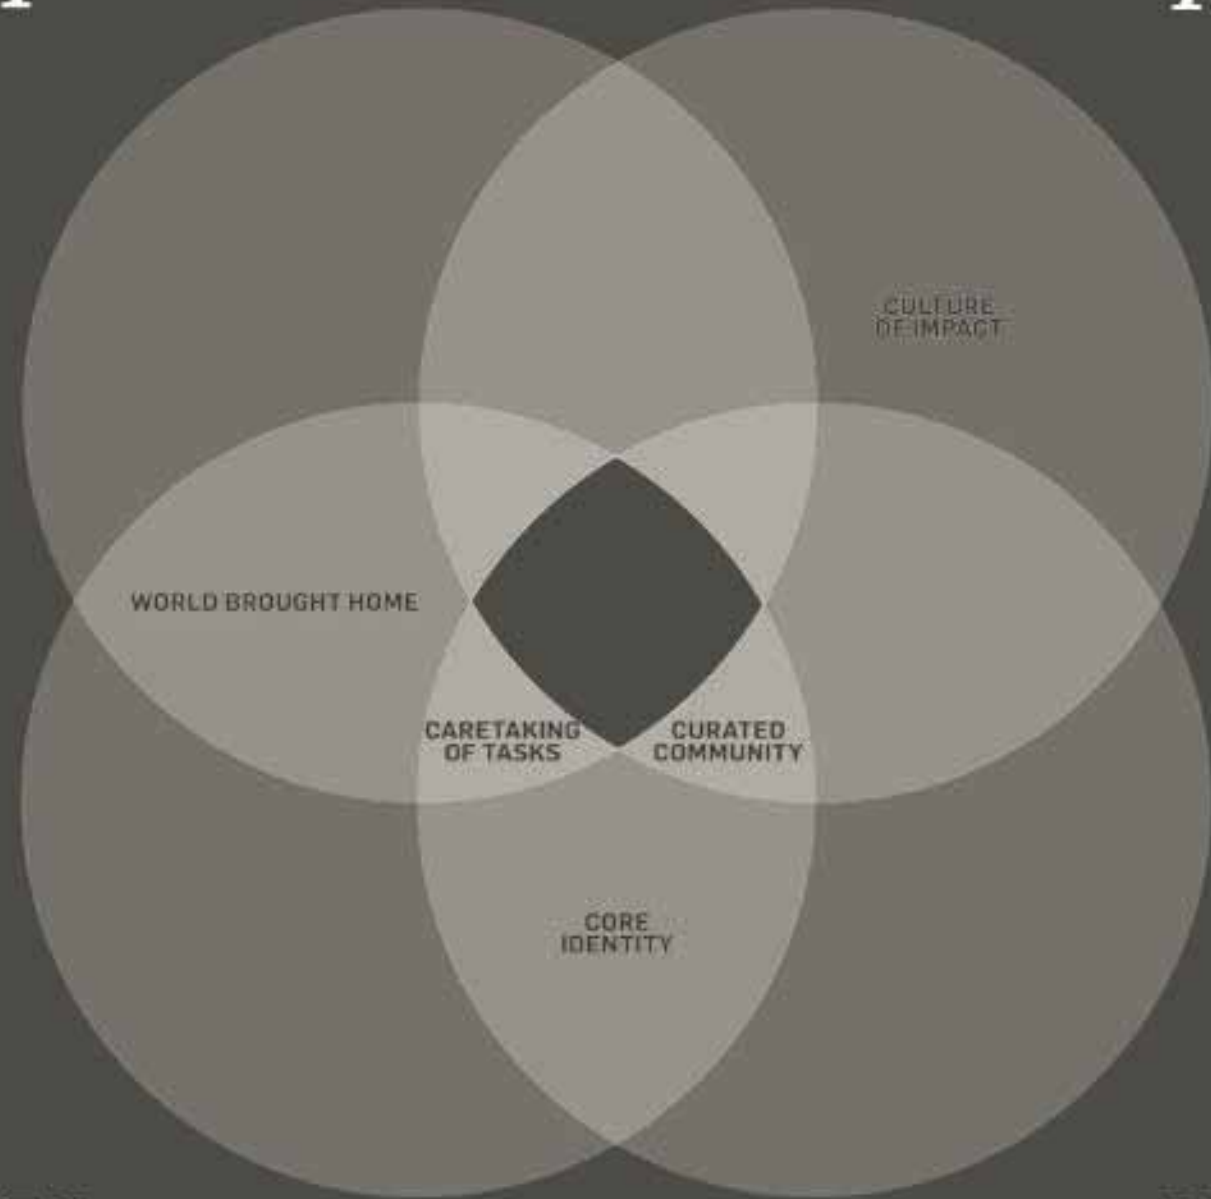 CULTURE
OF IMPACT
WORLD BROUGHT HOME
CARETAKING
OF TASKS
CURATED
COMMUNITY
CORE
IDENTITY